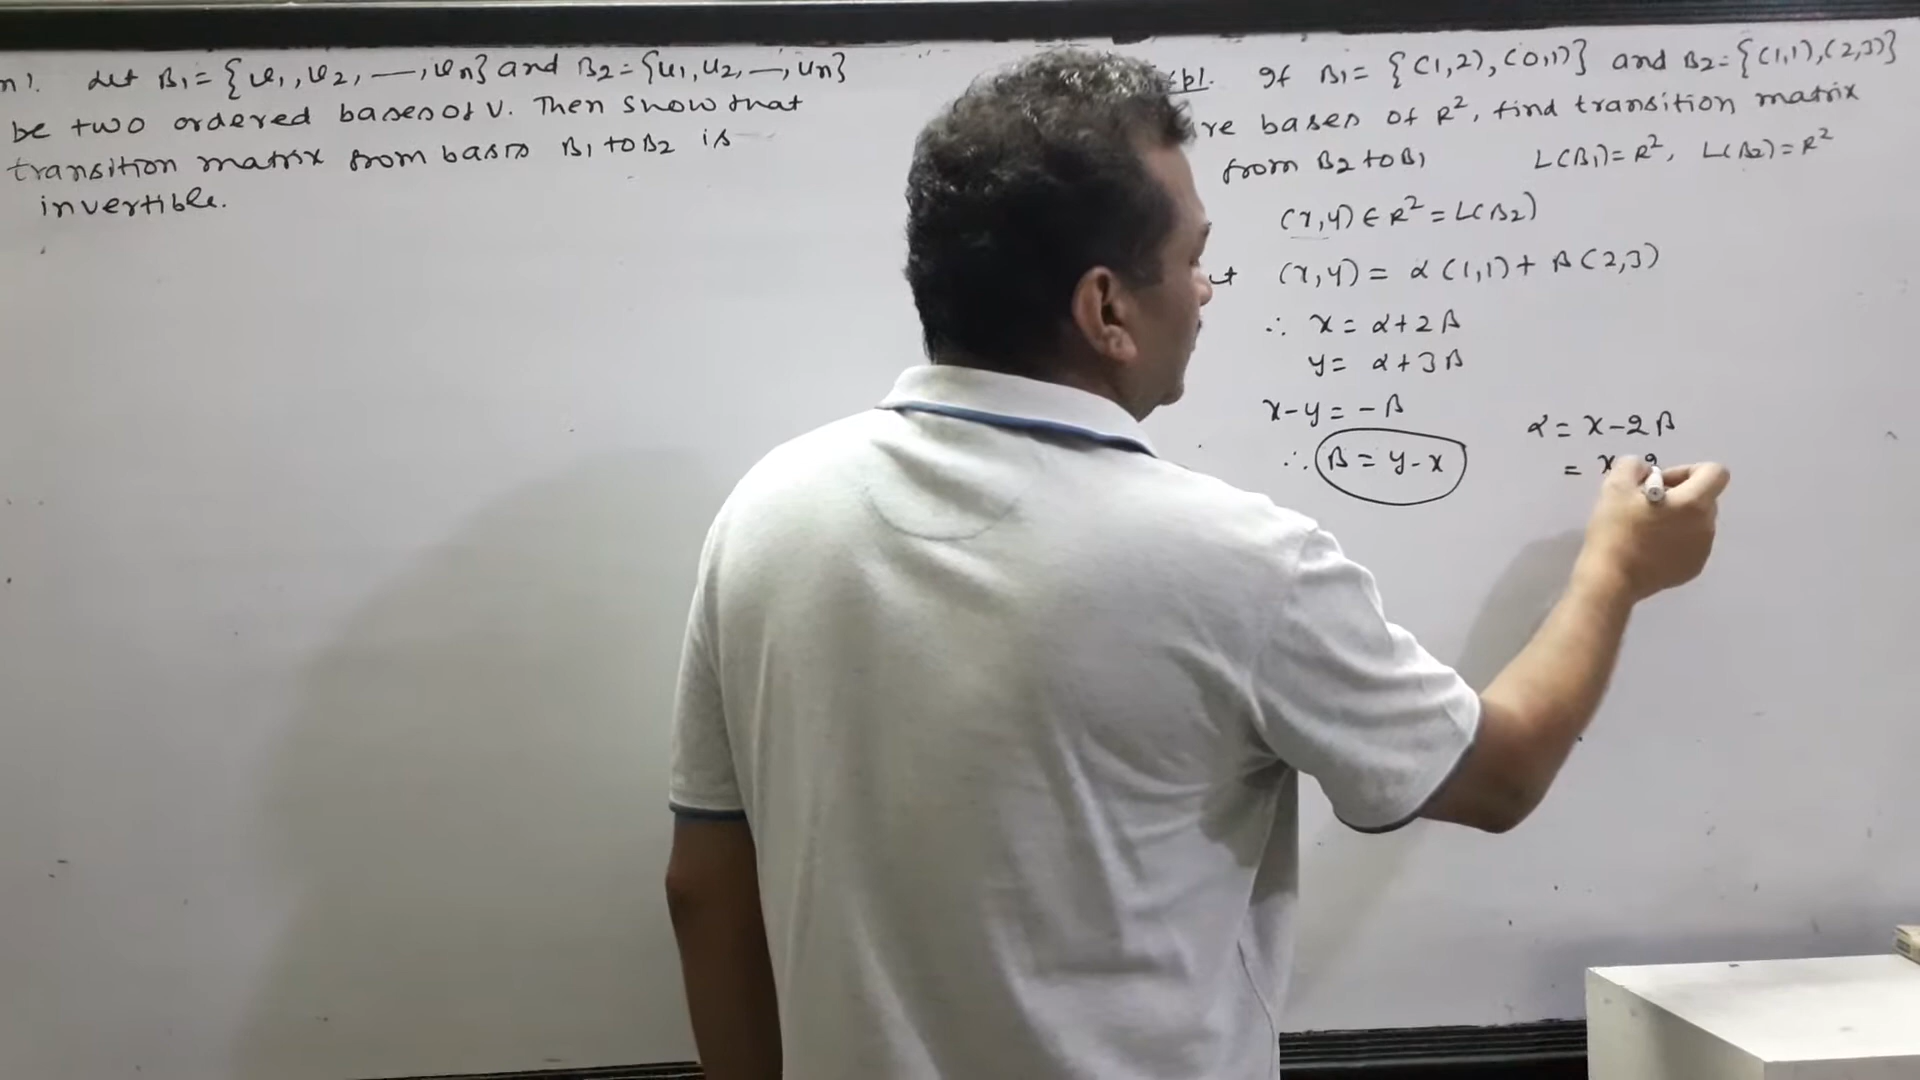 n 1. Let B1 = {v1, v2, —, vn} and B2 = {u1, u2, —, un}
be two ordered bases of V. Then show that
transition matrix from basis B1 to B2 is
invertible.
If B1 = {(1,2), (0,1)} and B2 = {(1,1), (2,3)}
re bases of R², find transition matrix
from B2 to B1
L(B1) = R², L(B2) = R²
(x,y) ∈ R² = L(B2)
(x,y) = α(1,1) + β(2,3)
∴ x = α + 2β
y = α + 3β
x - y = - β
∴ β = y - x
α = x - 2β
= x - 2